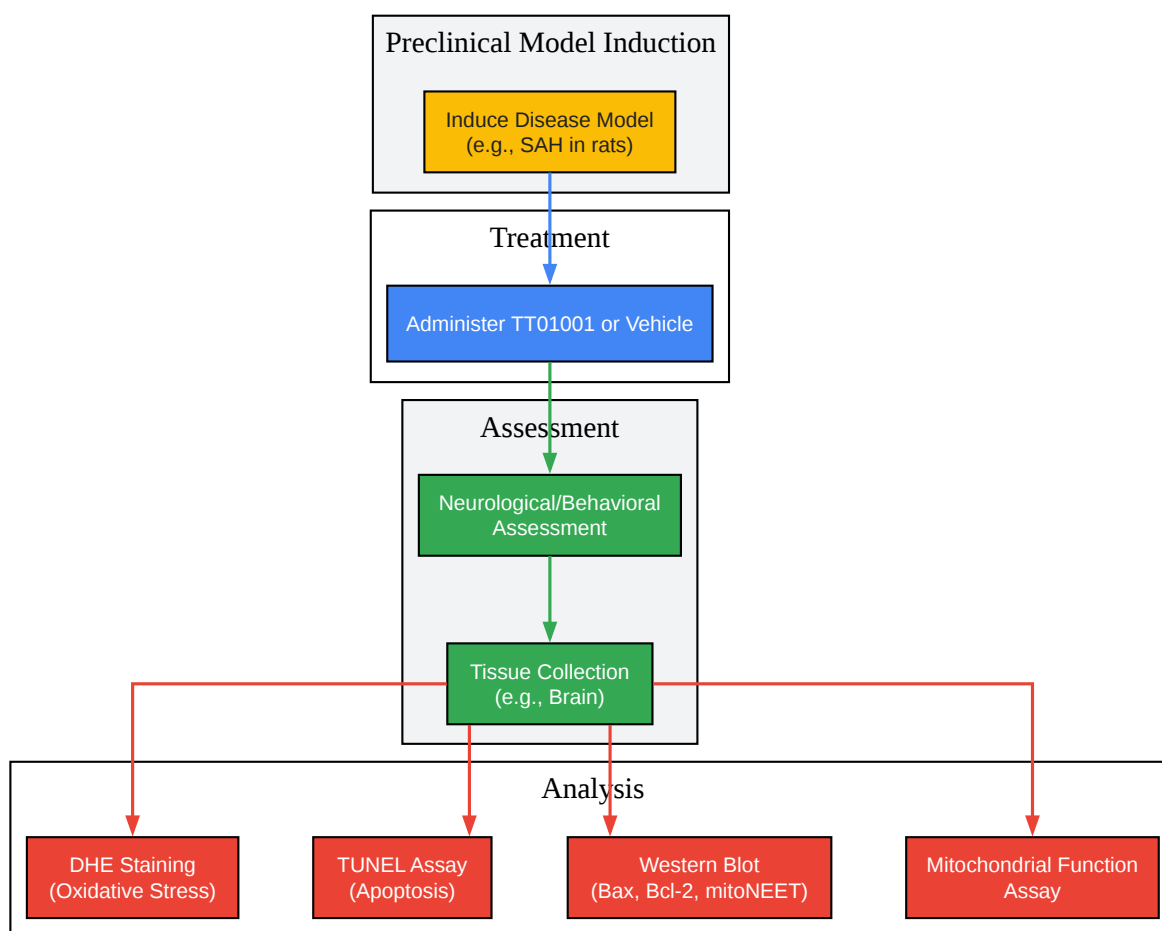 Preclinical Model Induction
Induce Disease Model
(e.g., SAH in rats)
Treatment
Administer TT01001 or Vehicle
Assessment
Neurological/Behavioral
Assessment
Tissue Collection
(e.g., Brain)
Analysis
DHE Staining
(Oxidative Stress)
TUNEL Assay
(Apoptosis)
Western Blot
(Bax, Bcl-2, mitoNEET)
Mitochondrial Function
Assay